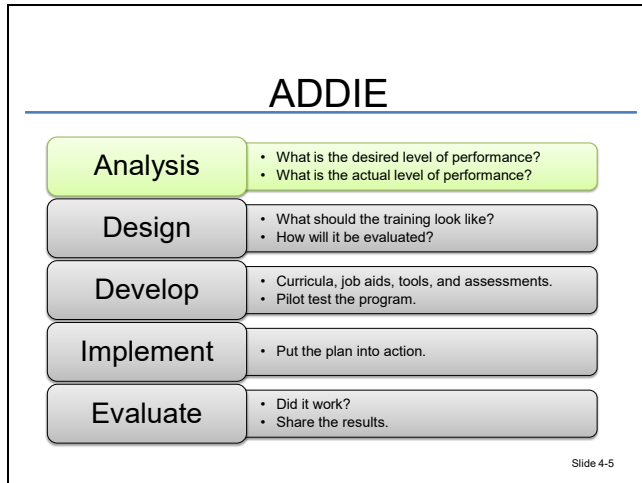 ADDIE
Analysis
• What is the desired level of performance?
• What is the actual level of performance?
Design
• What should the training look like?
• How will it be evaluated?
Develop
• Curricula, job aids, tools, and assessments.
• Pilot test the program.
Implement
• Put the plan into action.
Evaluate
• Did it work?
• Share the results.
Slide 4-5